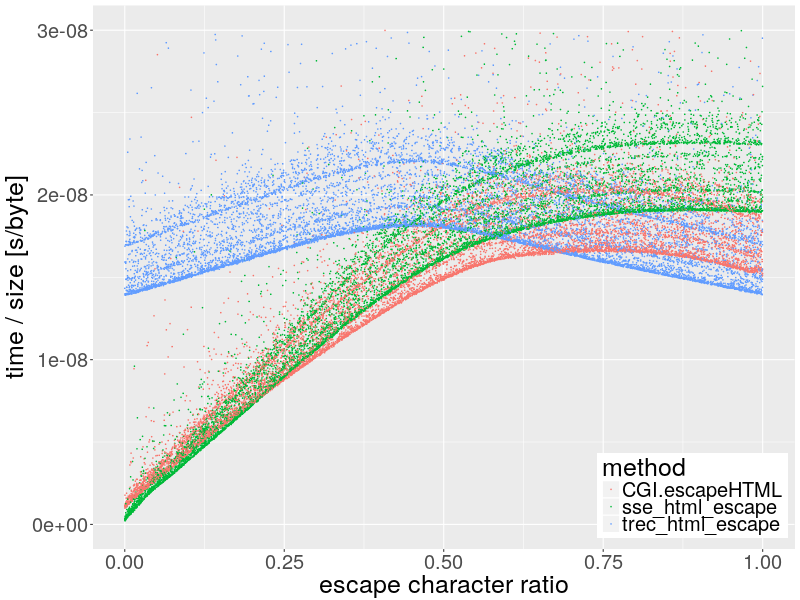 3e-08
2e-08
1e-08
0e+00
time / size [s/byte]
0.00 0.25 0.50 0.75 1.00
escape character ratio
method
CGI.escapeHTML
sse_html_escape
trec_html_escape